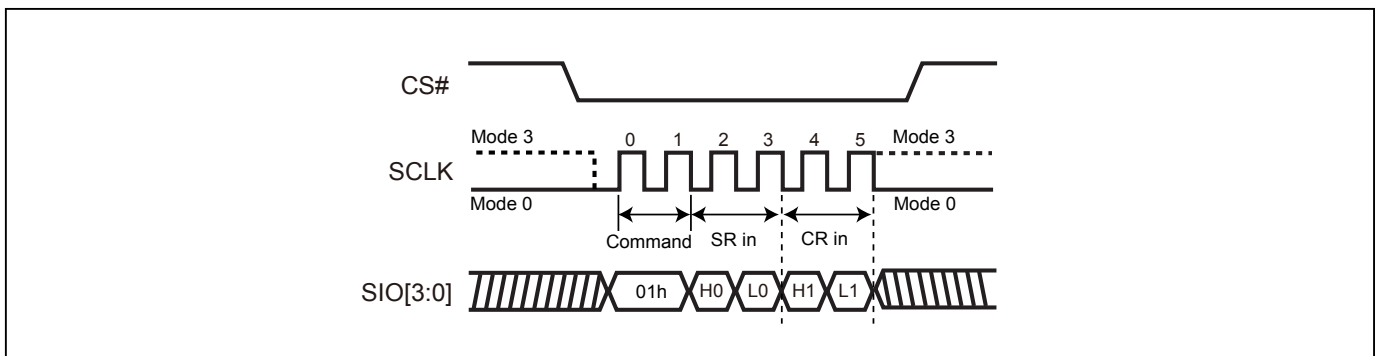 CS#
Mode 3 0 1 2 3 4 5 Mode 3
SCLK
Mode 0 Mode 0
Command SR in CR in
SIO[3:0] 01h H0 L0 H1 L1